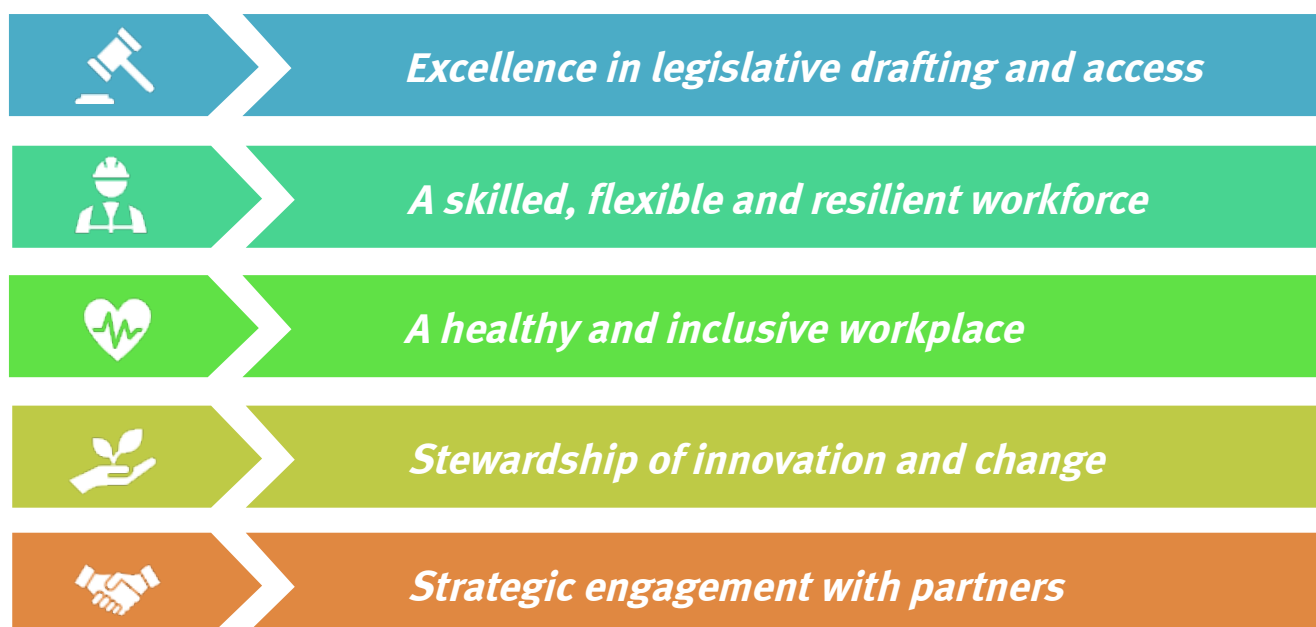 Excellence in legislative drafting and access
A skilled, flexible and resilient workforce
A healthy and inclusive workplace
Stewardship of innovation and change
Strategic engagement with partners